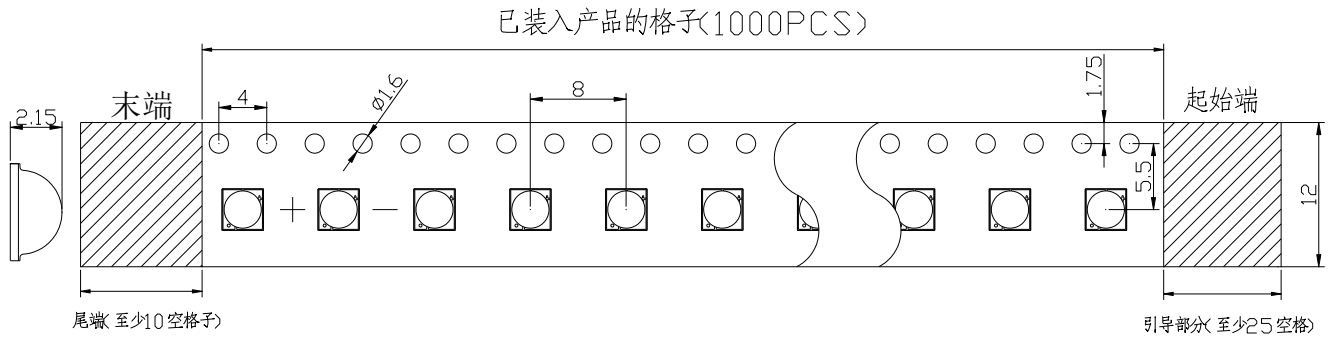 已装入产品的格子(1000PCS)
2.15
末端
4
Ø1.6
8
1.75
起始端
+
−
5.5
12
尾端(至少10空格子)
引导部分(至少25空格)